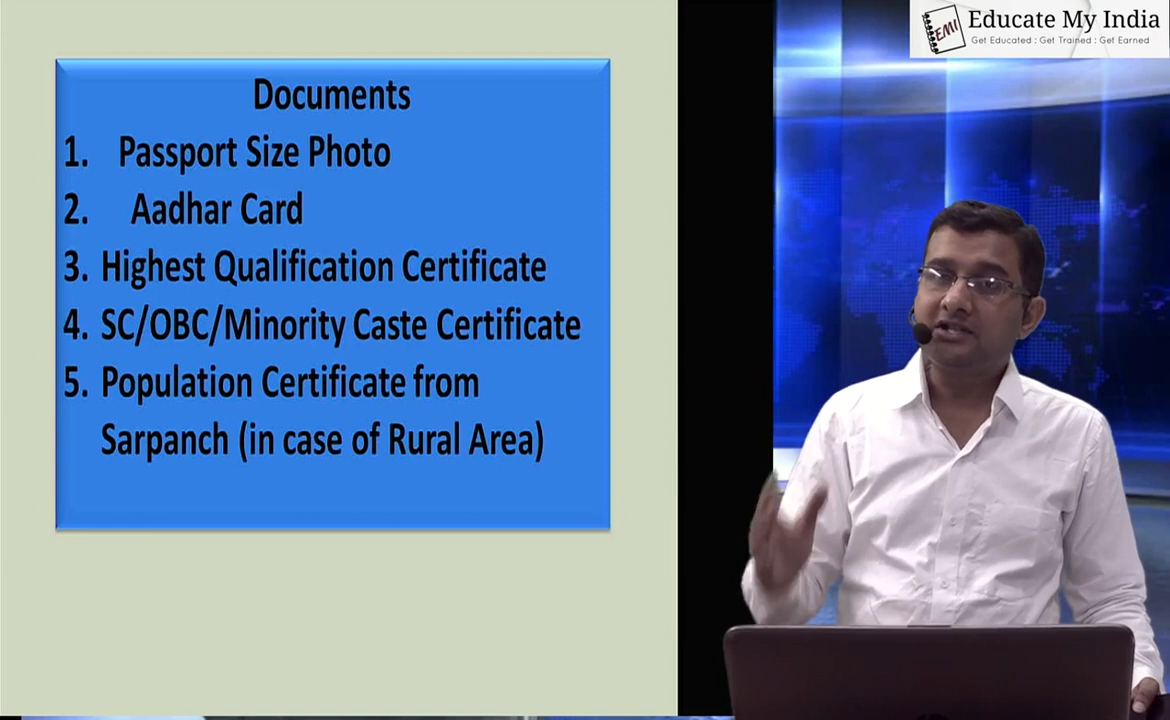 Documents
1. Passport Size Photo
2. Aadhar Card
3. Highest Qualification Certificate
4. SC/OBC/Minority Caste Certificate
5. Population Certificate from
Sarpanch (in case of Rural Area)
EMI
Educate My India
Get Educated : Get Trained : Get Earned